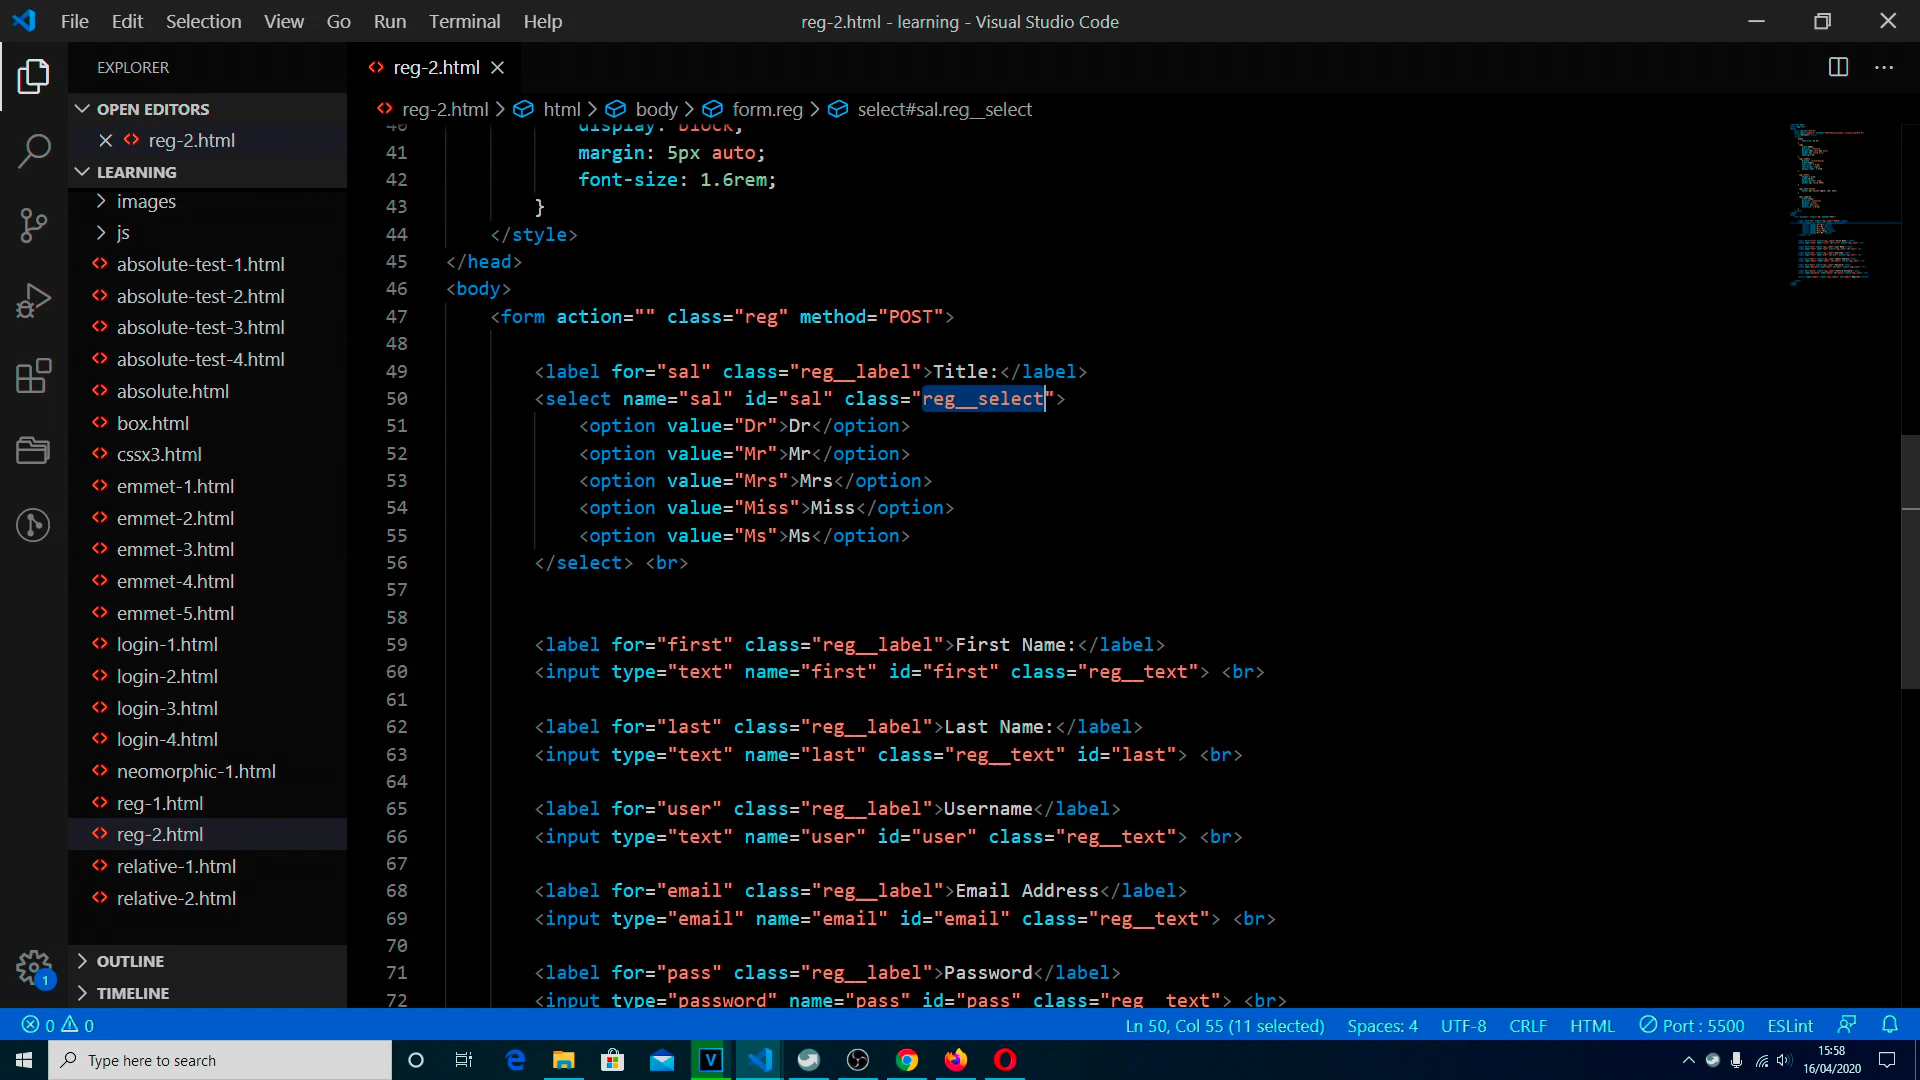 File Edit Selection View Go Run Terminal Help
reg-2.html - learning - Visual Studio Code
EXPLORER
OPEN EDITORS
reg-2.html
LEARNING
images
js
absolute-test-1.html
absolute-test-2.html
absolute-test-3.html
absolute-test-4.html
absolute.html
box.html
cssx3.html
emmet-1.html
emmet-2.html
emmet-3.html
emmet-4.html
emmet-5.html
login-1.html
login-2.html
login-3.html
login-4.html
neomorphic-1.html
reg-1.html
reg-2.html
relative-1.html
relative-2.html
OUTLINE
TIMELINE
1
reg-2.html
reg-2.html > html > body > form.reg > select#sal.reg__select
40 display: block;
41 margin: 5px auto;
42 font-size: 1.6rem;
43 }
44 </style>
45 </head>
46 <body>
47 <form action="" class="reg" method="POST">
48
49 <label for="sal" class="reg__label">Title:</label>
50 <select name="sal" id="sal" class="reg__select">
51 <option value="Dr">Dr</option>
52 <option value="Mr">Mr</option>
53 <option value="Mrs">Mrs</option>
54 <option value="Miss">Miss</option>
55 <option value="Ms">Ms</option>
56 </select> <br>
57
58
59 <label for="first" class="reg__label">First Name:</label>
60 <input type="text" name="first" id="first" class="reg__text"> <br>
61
62 <label for="last" class="reg__label">Last Name:</label>
63 <input type="text" name="last" class="reg__text" id="last"> <br>
64
65 <label for="user" class="reg__label">Username</label>
66 <input type="text" name="user" id="user" class="reg__text"> <br>
67
68 <label for="email" class="reg__label">Email Address</label>
69 <input type="email" name="email" id="email" class="reg__text"> <br>
70
71 <label for="pass" class="reg__label">Password</label>
72 <input type="password" name="pass" id="pass" class="reg__text"> <br>
0 0
Ln 50, Col 55 (11 selected) Spaces: 4 UTF-8 CRLF HTML Port : 5500 ESLint
Type here to search
V
15:58
16/04/2020